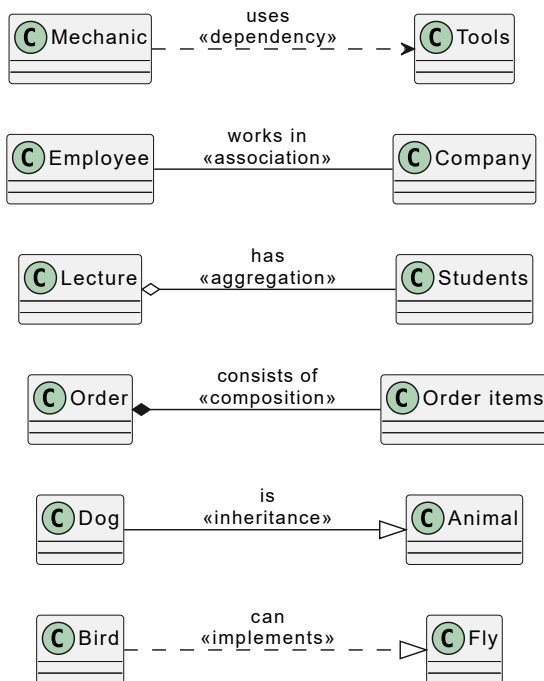 uses
C Mechanic «dependency» C Tools
works in
C Employee «association» C Company
has
C Lecture «aggregation» C Students
consists of
C Order «composition» C Order items
is
C Dog «inheritance» C Animal
can
C Bird «implements» C Fly